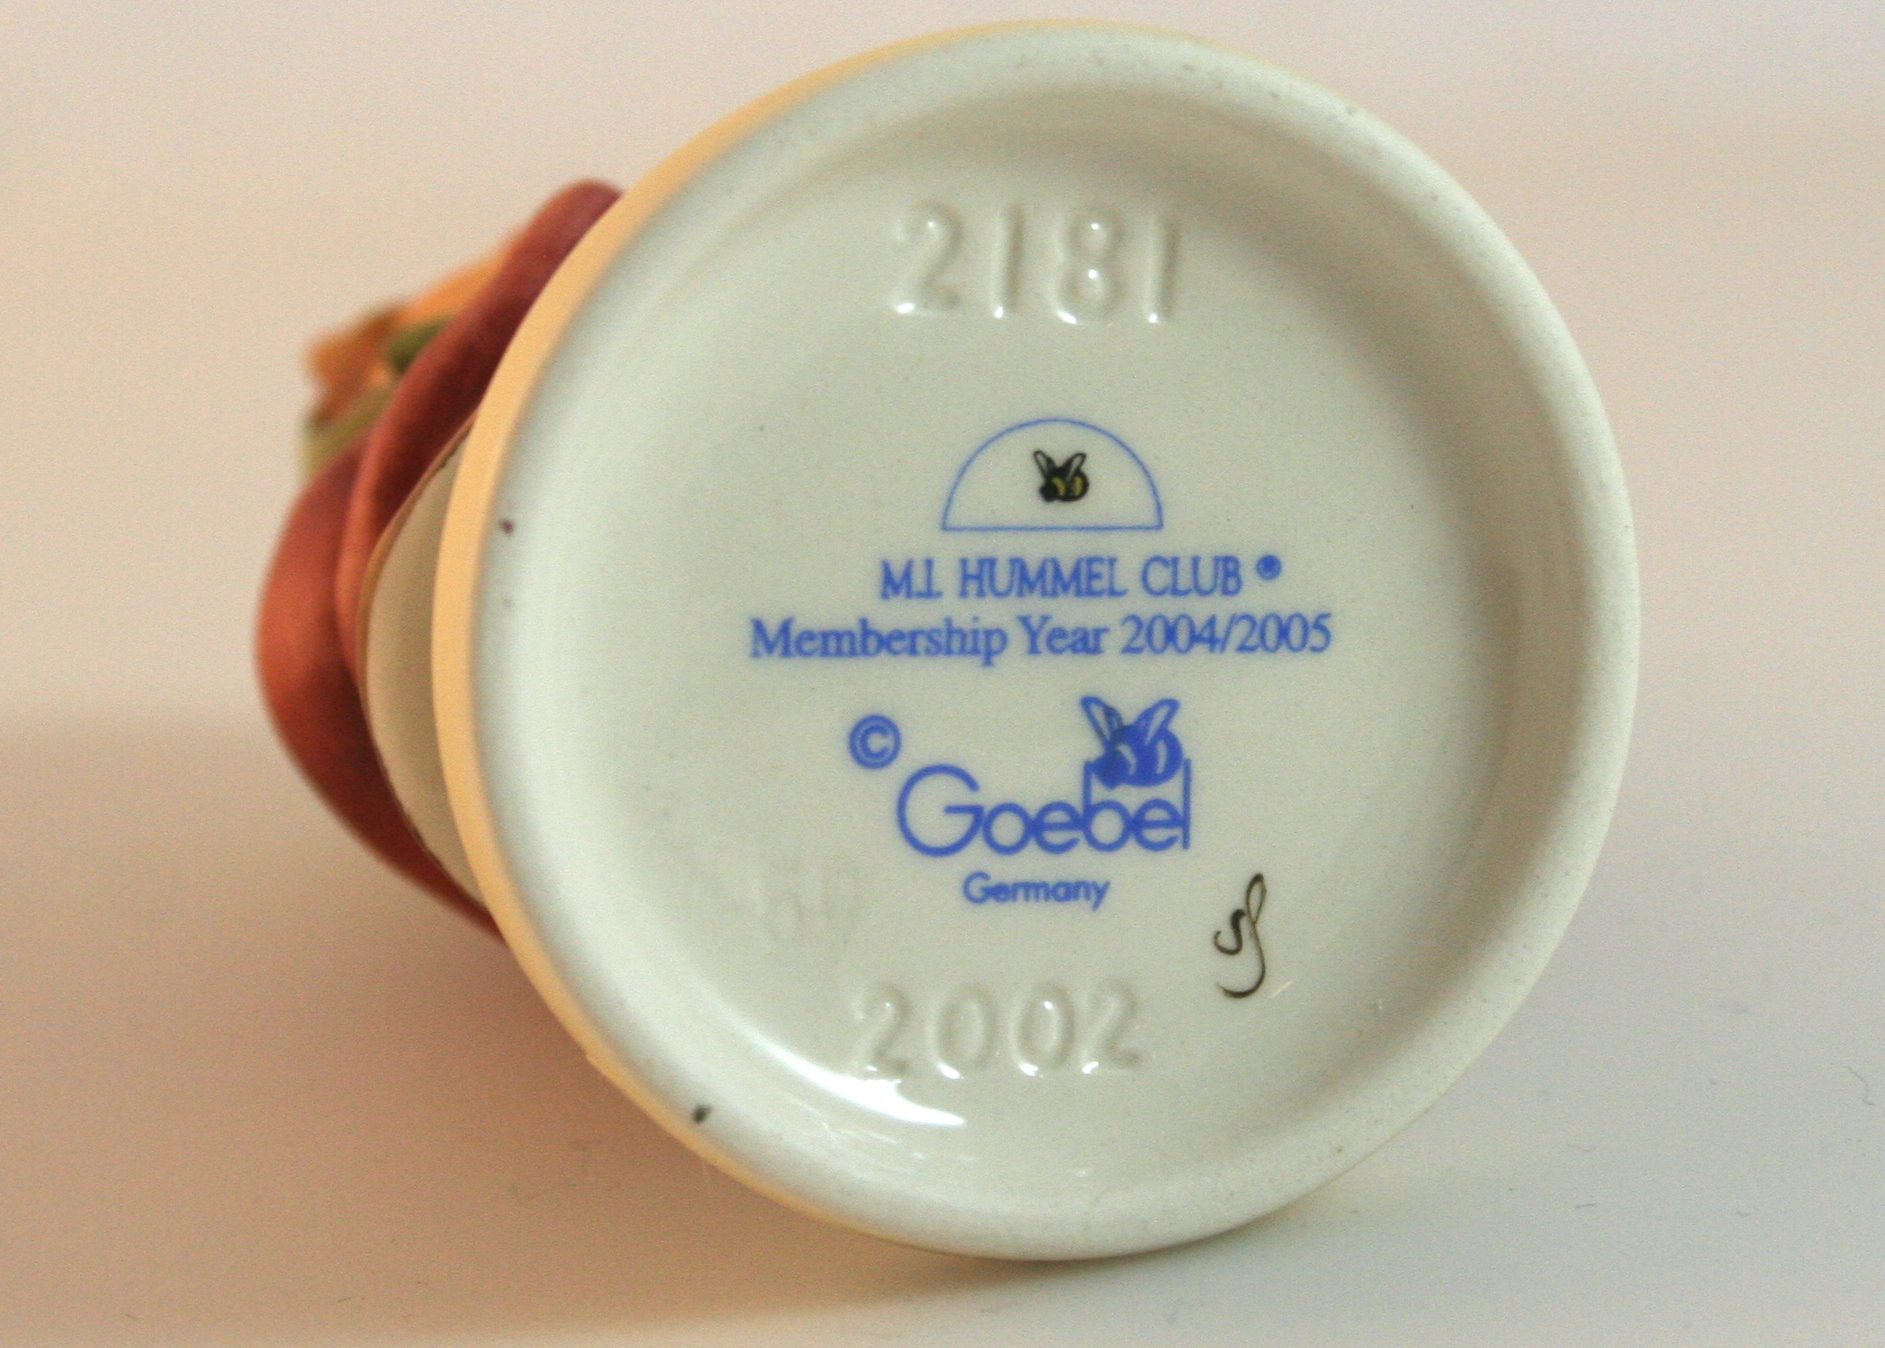 2181
M.I. HUMMEL CLUB ®
Membership Year 2004/2005
© Goebel
Germany
2002